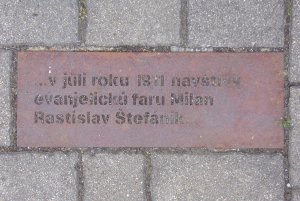 ...v júli roku 1911 navštívil
evanjelickú faru Milan
Rastislav Štefánik...